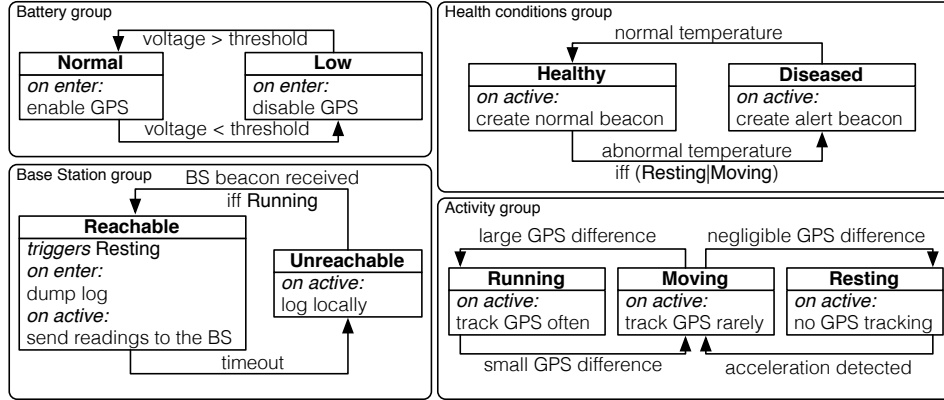 Battery group
voltage > threshold
Normal
on enter:
enable GPS
Low
on enter:
disable GPS
voltage < threshold
Health conditions group
normal temperature
Healthy
on active:
create normal beacon
Diseased
on active:
create alert beacon
abnormal temperature
iff (Resting|Moving)
Base Station group
BS beacon received
iff Running
Reachable
triggers Resting
on enter:
dump log
on active:
send readings to the BS
Unreachable
on active:
log locally
timeout
Activity group
large GPS difference
negligible GPS difference
Running
on active:
track GPS often
Moving
on active:
track GPS rarely
Resting
on active:
no GPS tracking
small GPS difference
acceleration detected